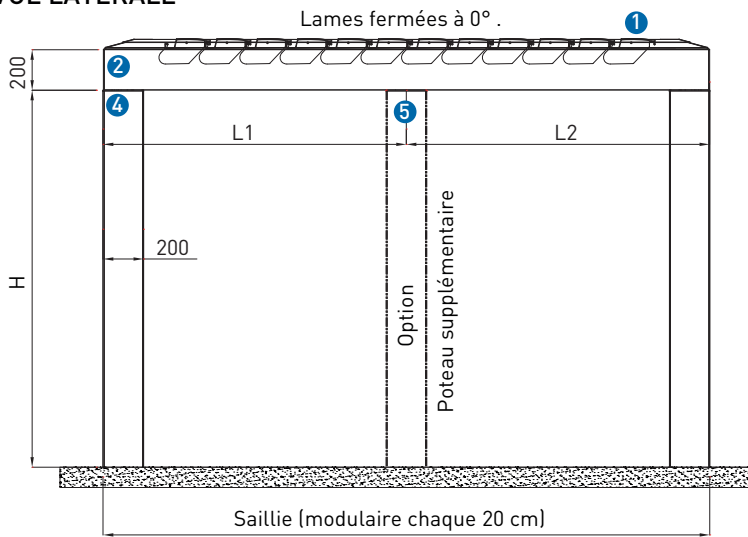 VUE LATÉRALE
Lames fermées à 0° .
1
200
2
4
5
L1
L2
200
H
Option
Poteau supplémentaire
Saillie (modulaire chaque 20 cm)